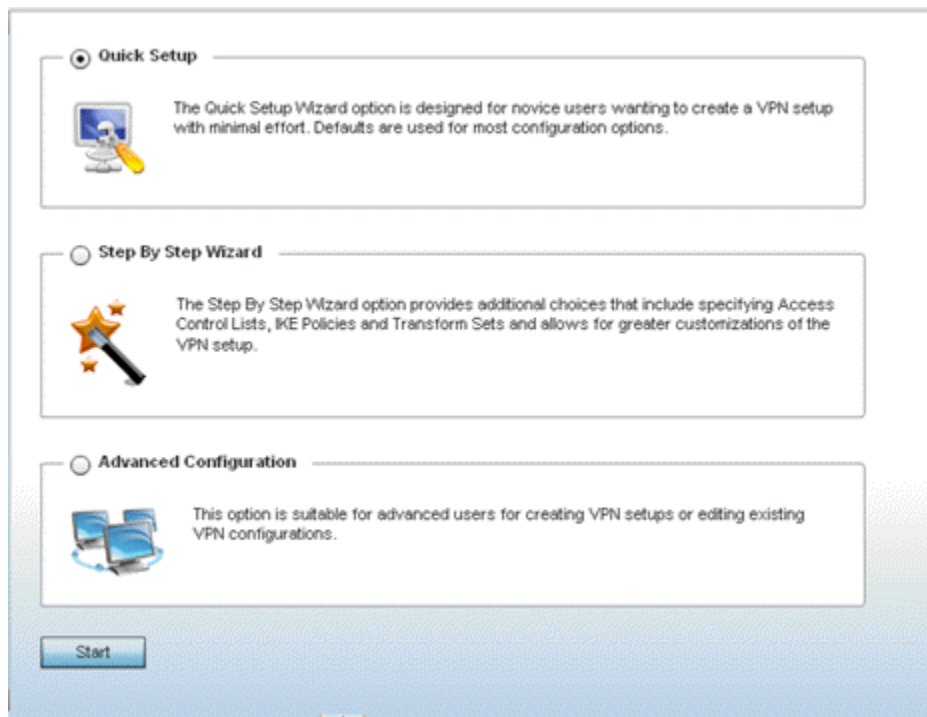 Quick Setup
The Quick Setup Wizard option is designed for novice users wanting to create a VPN setup
with minimal effort. Defaults are used for most configuration options.
Step By Step Wizard
The Step By Step Wizard option provides additional choices that include specifying Access
Control Lists, IKE Policies and Transform Sets and allows for greater customizations of the
VPN setup.
Advanced Configuration
This option is suitable for advanced users for creating VPN setups or editing existing
VPN configurations.
Start